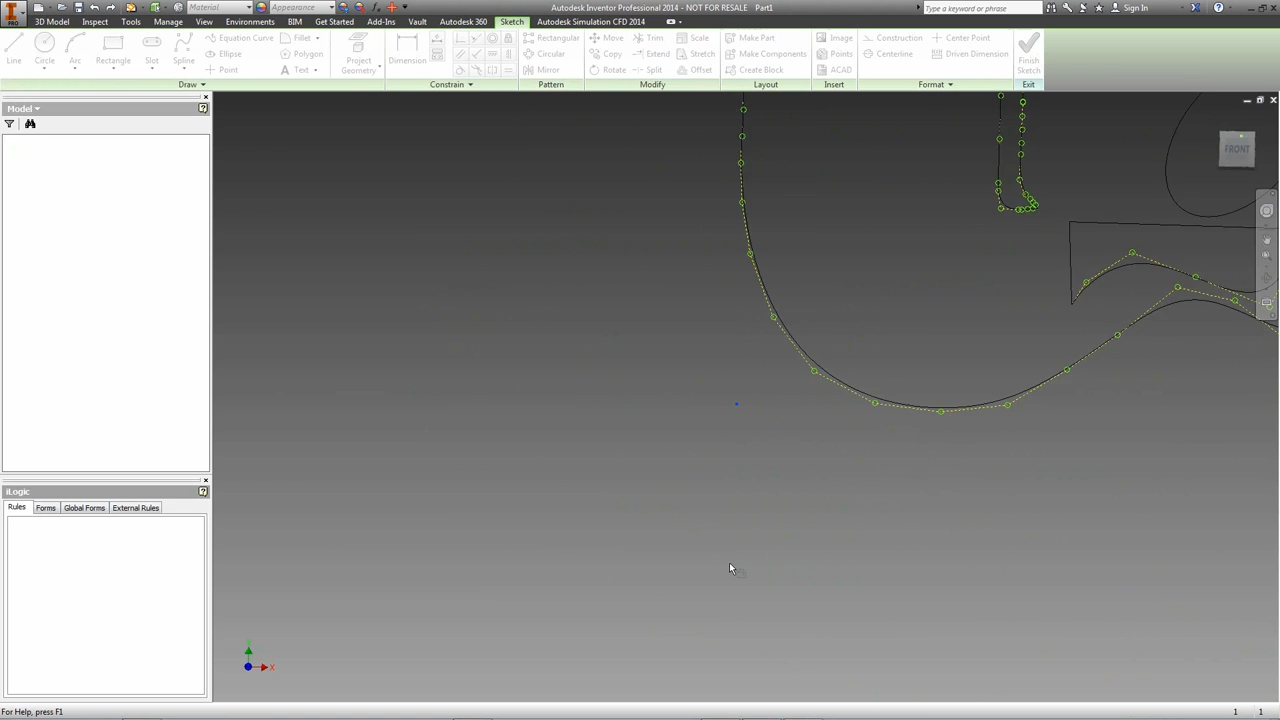 Material
Appearance
Autodesk Inventor Professional 2014 - NOT FOR RESALE Part1
Type a keyword or phrase
Sign In
PRO
3D Model Inspect Tools Manage View Environments BIM Get Started Add-Ins Vault Autodesk 360 Sketch Autodesk Simulation CFD 2014
Line Circle Arc Rectangle Slot Spline
Equation Curve
Ellipse
Point
Fillet
Polygon
Text
Project
Geometry
Dimension
Rectangular
Circular
Mirror
Move
Copy
Rotate
Trim
Extend
Split
Scale
Stretch
Offset
Make Part
Make Components
Create Block
Image
Points
ACAD
Construction
Centerline
Center Point
Driven Dimension
Finish
Sketch
Draw Constrain Pattern Modify Layout Insert Format Exit
Model
FRONT
iLogic
Rules Forms Global Forms External Rules
X
For Help, press F1
1 1